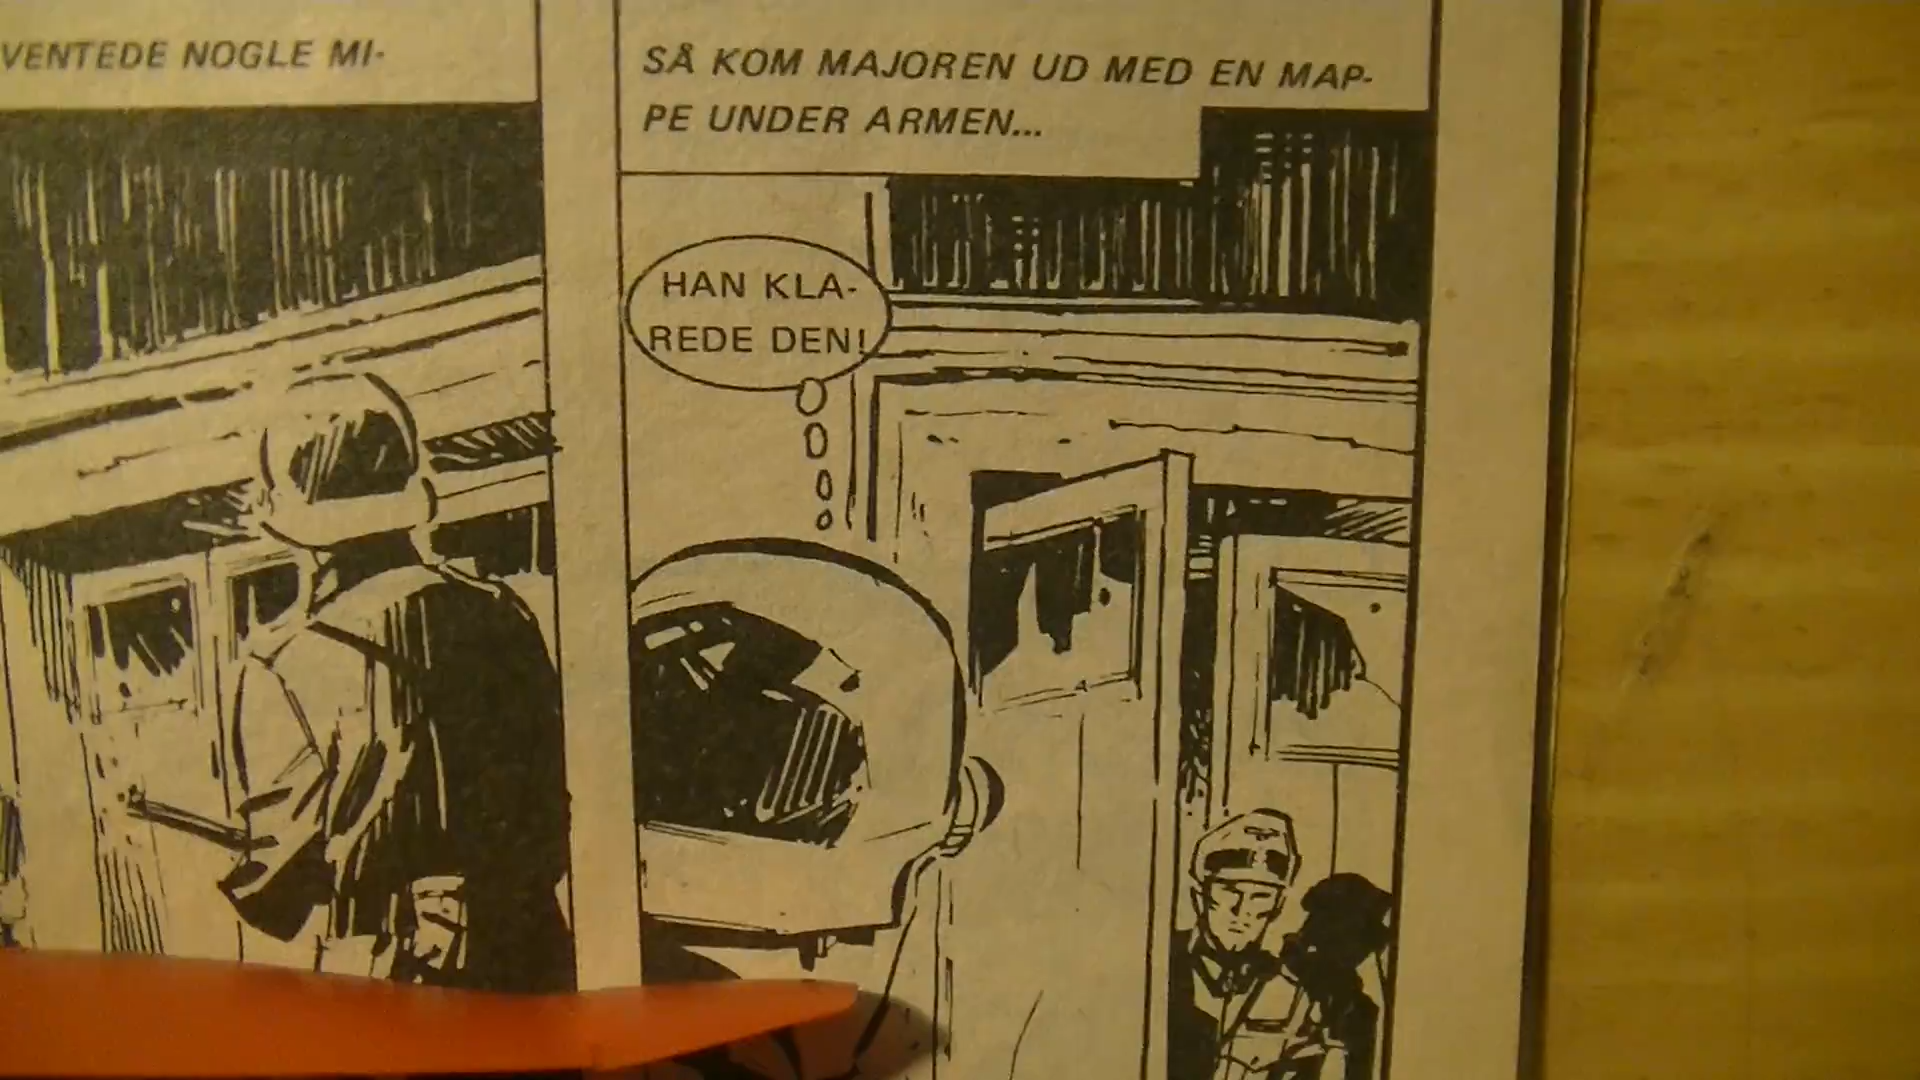 VENTEDE NOGLE MI-
SÅ KOM MAJOREN UD MED EN MAP-
PE UNDER ARMEN...
HAN KLA-
REDE DEN!